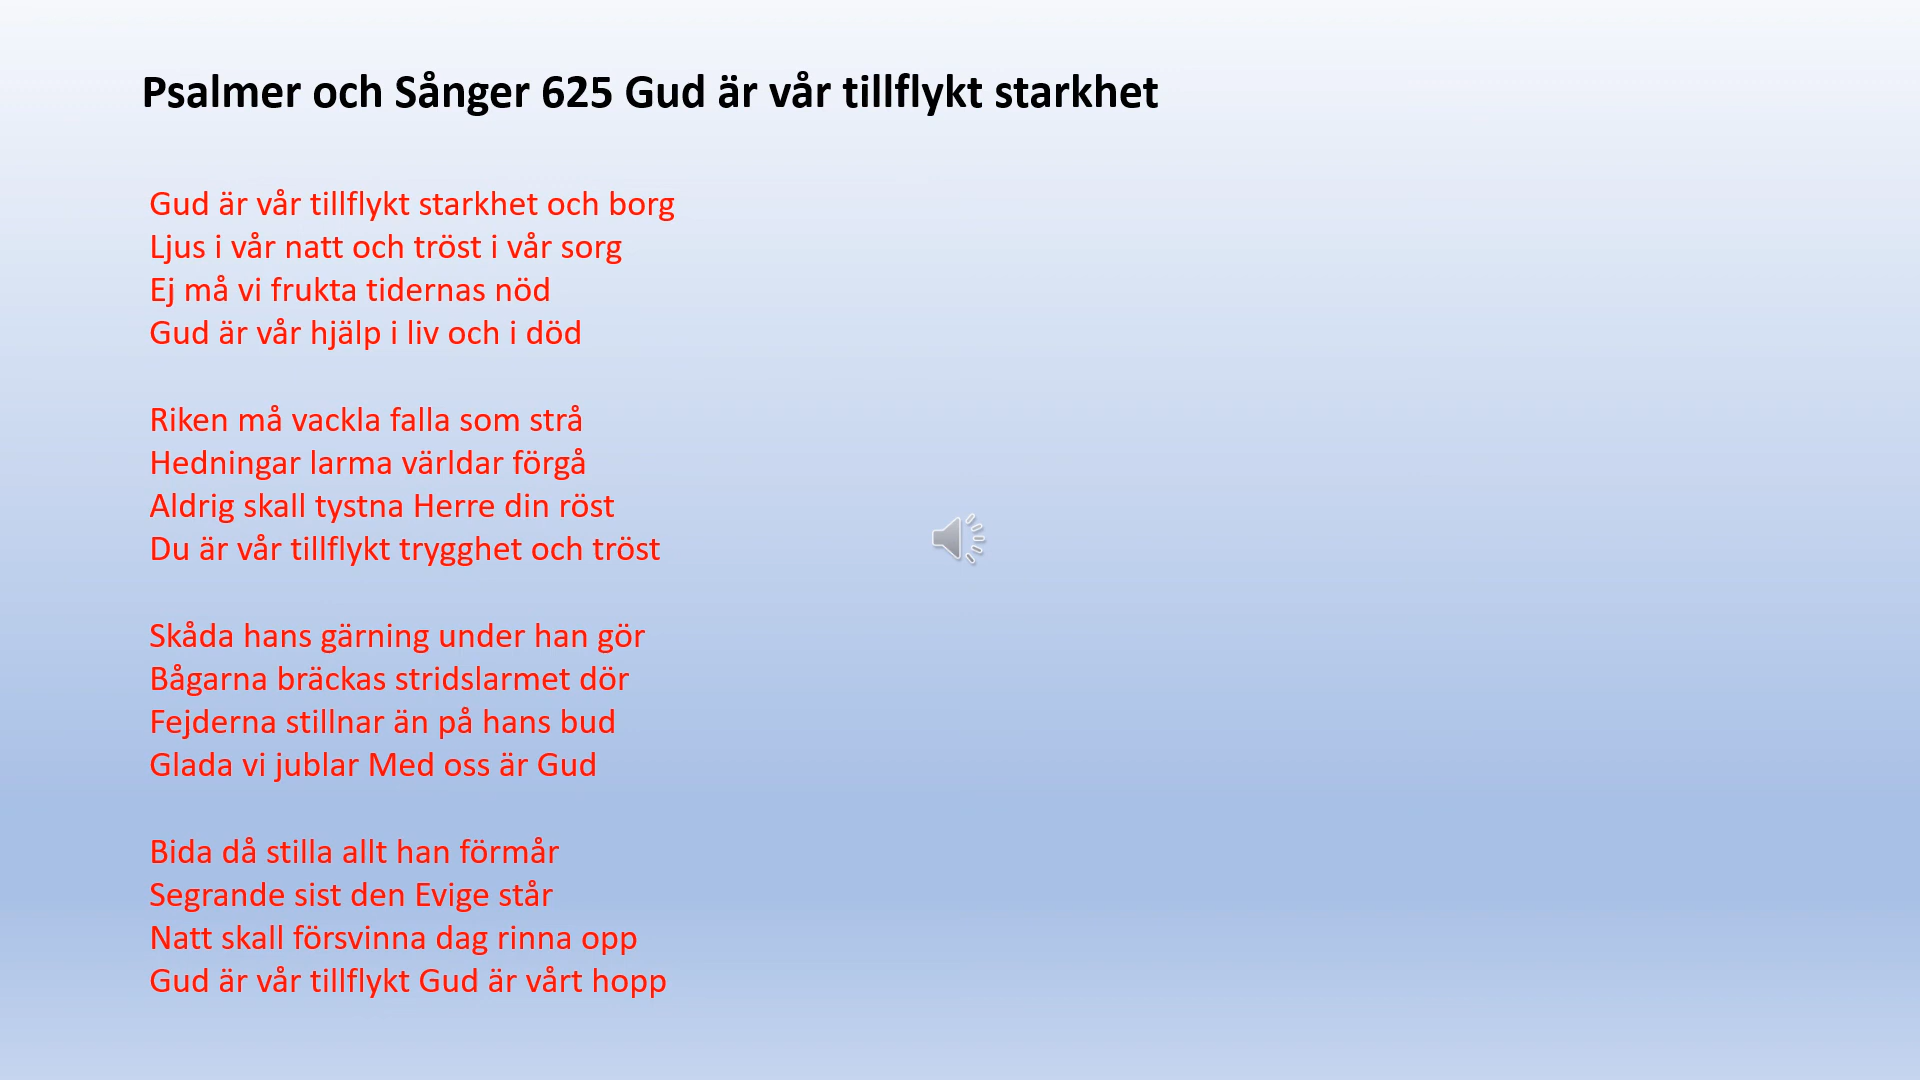 Psalmer och Sånger 625 Gud är vår tillflykt starkhet
Gud är vår tillflykt starkhet och borg
Ljus i vår natt och tröst i vår sorg
Ej må vi frukta tidernas nöd
Gud är vår hjälp i liv och i död
Riken må vackla falla som strå
Hedningar larma världar förgå
Aldrig skall tystna Herre din röst
Du är vår tillflykt trygghet och tröst
Skåda hans gärning under han gör
Bågarna bräckas stridslarmet dör
Fejderna stillnar än på hans bud
Glada vi jublar Med oss är Gud
Bida då stilla allt han förmår
Segrande sist den Evige står
Natt skall försvinna dag rinna opp
Gud är vår tillflykt Gud är vårt hopp